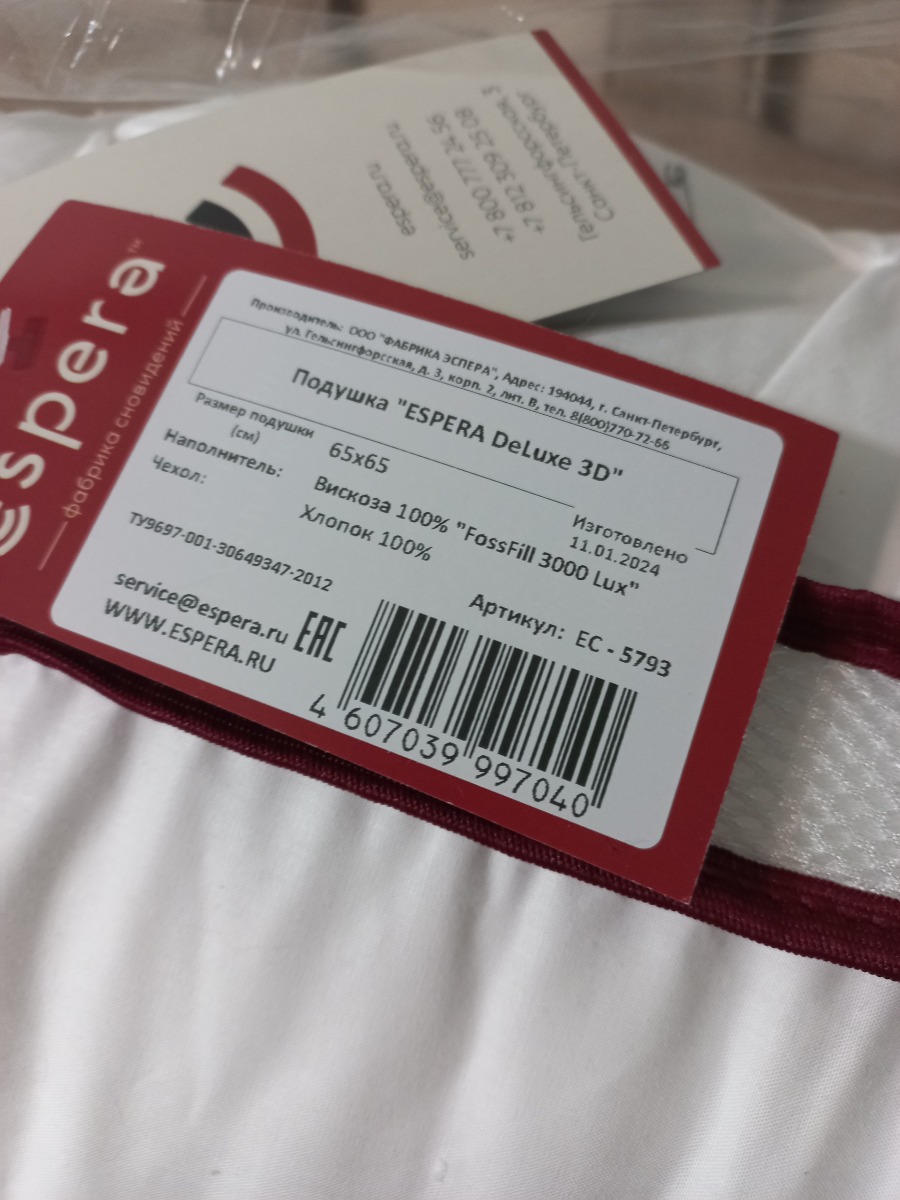 espera.ru
service@espera.ru
+7 800 777 24 56
+7 812 309 25 08
Гельсингфорсская, 3
Санкт-Петербург
espera™
фабрика сновидений
Производитель: ООО "ФАБРИКА ЭСПЕРА", Адрес: 194044, г. Санкт-Петербург,
ул. Гельсингфорсская, д. 3, корп. 2, лит. В, тел. 8(800)770-72-66
Подушка "ESPERA DeLuxe 3D"
Размер подушки (см) 65x65
Изготовлено
11.01.2024
Наполнитель: Вискоза 100% "FossFill 3000 Lux"
Чехол: Хлопок 100%
ТУ9697-001-30649347-2012
Артикул: ЕС - 5793
service@espera.ru
WWW.ESPERA.RU
EAC
4 607039 997040